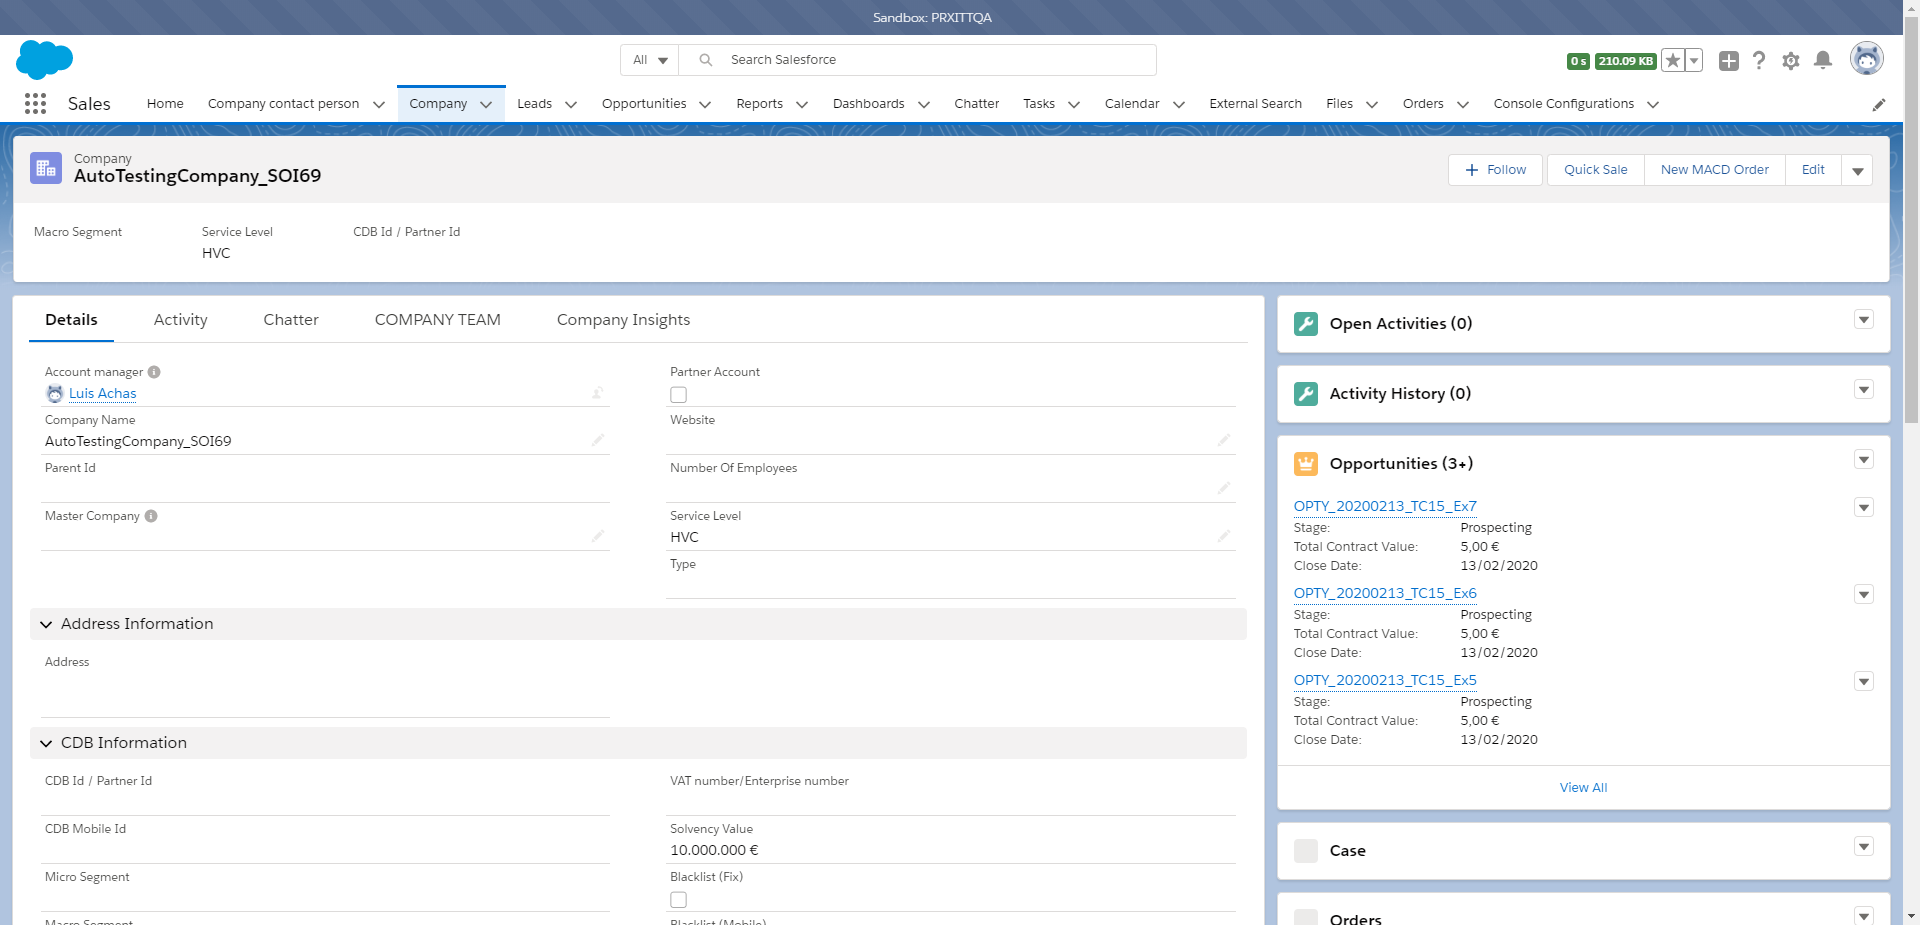 Sandbox: PRXITTQA
All
Search Salesforce
0 s
210.09 KB
Sales
Home
Company contact person
Company
Leads
Opportunities
Reports
Dashboards
Chatter
Tasks
Calendar
External Search
Files
Orders
Console Configurations
Company
AutoTestingCompany_SOI69
Follow
Quick Sale
New MACD Order
Edit
Macro Segment
Service Level
HVC
CDB Id / Partner Id
Details
Activity
Chatter
COMPANY TEAM
Company Insights
Account manager
Luis Achas
Partner Account
Company Name
AutoTestingCompany_SOI69
Website
Parent Id
Number Of Employees
Master Company
Service Level
HVC
Type
Address Information
Address
CDB Information
CDB Id / Partner Id
VAT number/Enterprise number
CDB Mobile Id
Solvency Value
10.000.000 €
Micro Segment
Blacklist (Fix)
Macro Segment
Blacklist (Mobile)
Open Activities (0)
Activity History (0)
Opportunities (3+)
OPTY_20200213_TC15_Ex7
Stage: Prospecting
Total Contract Value: 5,00 €
Close Date: 13/02/2020
OPTY_20200213_TC15_Ex6
Stage: Prospecting
Total Contract Value: 5,00 €
Close Date: 13/02/2020
OPTY_20200213_TC15_Ex5
Stage: Prospecting
Total Contract Value: 5,00 €
Close Date: 13/02/2020
View All
Case
Orders